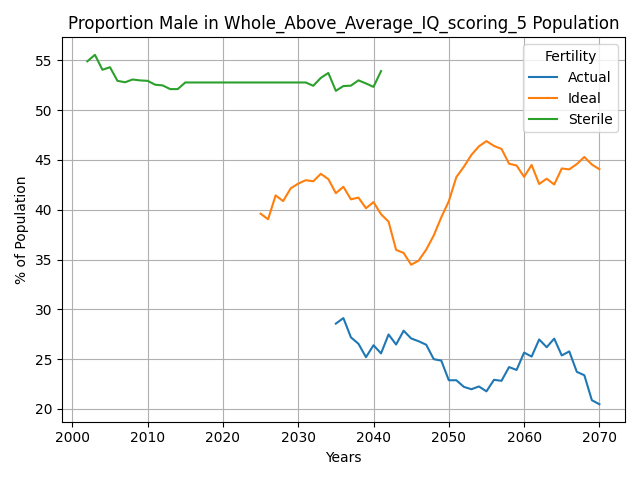 Proportion Male in Whole_Above_Average_IQ_scoring_5 Population
Fertility
Actual
Ideal
Sterile
% of Population
55
50
45
40
35
30
25
20
2000 2010 2020 2030 2040 2050 2060 2070
Years